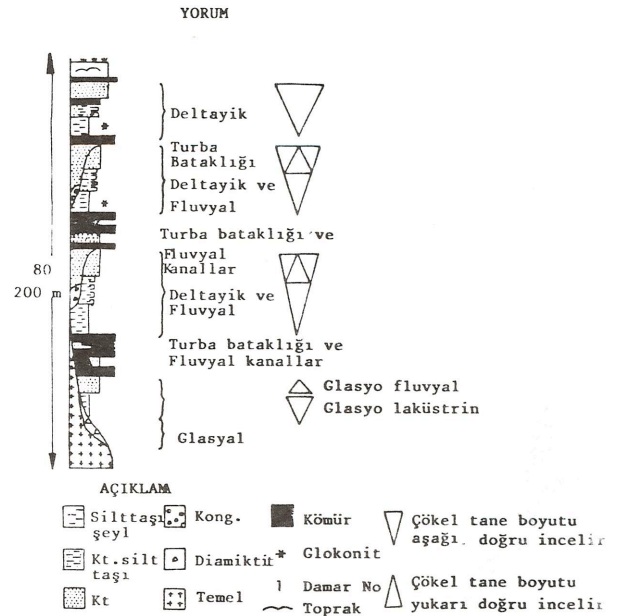 YORUM
Deltayik
Turba
Bataklığı
Deltayik ve
Fluvyal
Turba bataklığı ve
Fluvyal
Kanallar
80
200 m
Deltayik ve
Fluvyal
Turba bataklığı ve
Fluvyal kanallar
Glasyo fluvyal
Glasyo laküstrin
Glasyal
AÇIKLAMA
Silttaşı
şeyl
Kong.
Kömür
Çökel tane boyutu
aşağı. doğru incelir
Kt.silt
taşı
Diamiktit
* Glokonit
Kt
Temel
1 Damar No
Toprak
Çökel tane boyutu
yukarı doğru incelir